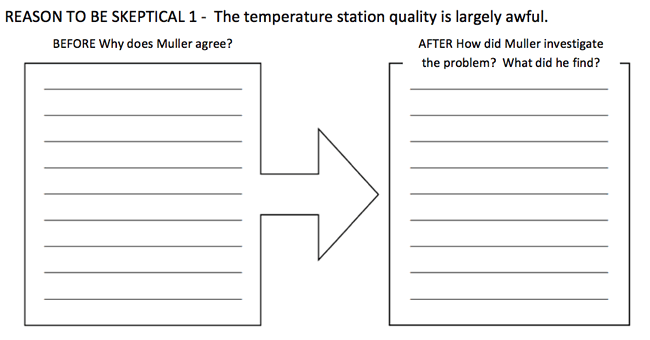 REASON TO BE SKEPTICAL 1 - The temperature station quality is largely awful.
BEFORE Why does Muller agree?
AFTER How did Muller investigate
the problem? What did he find?